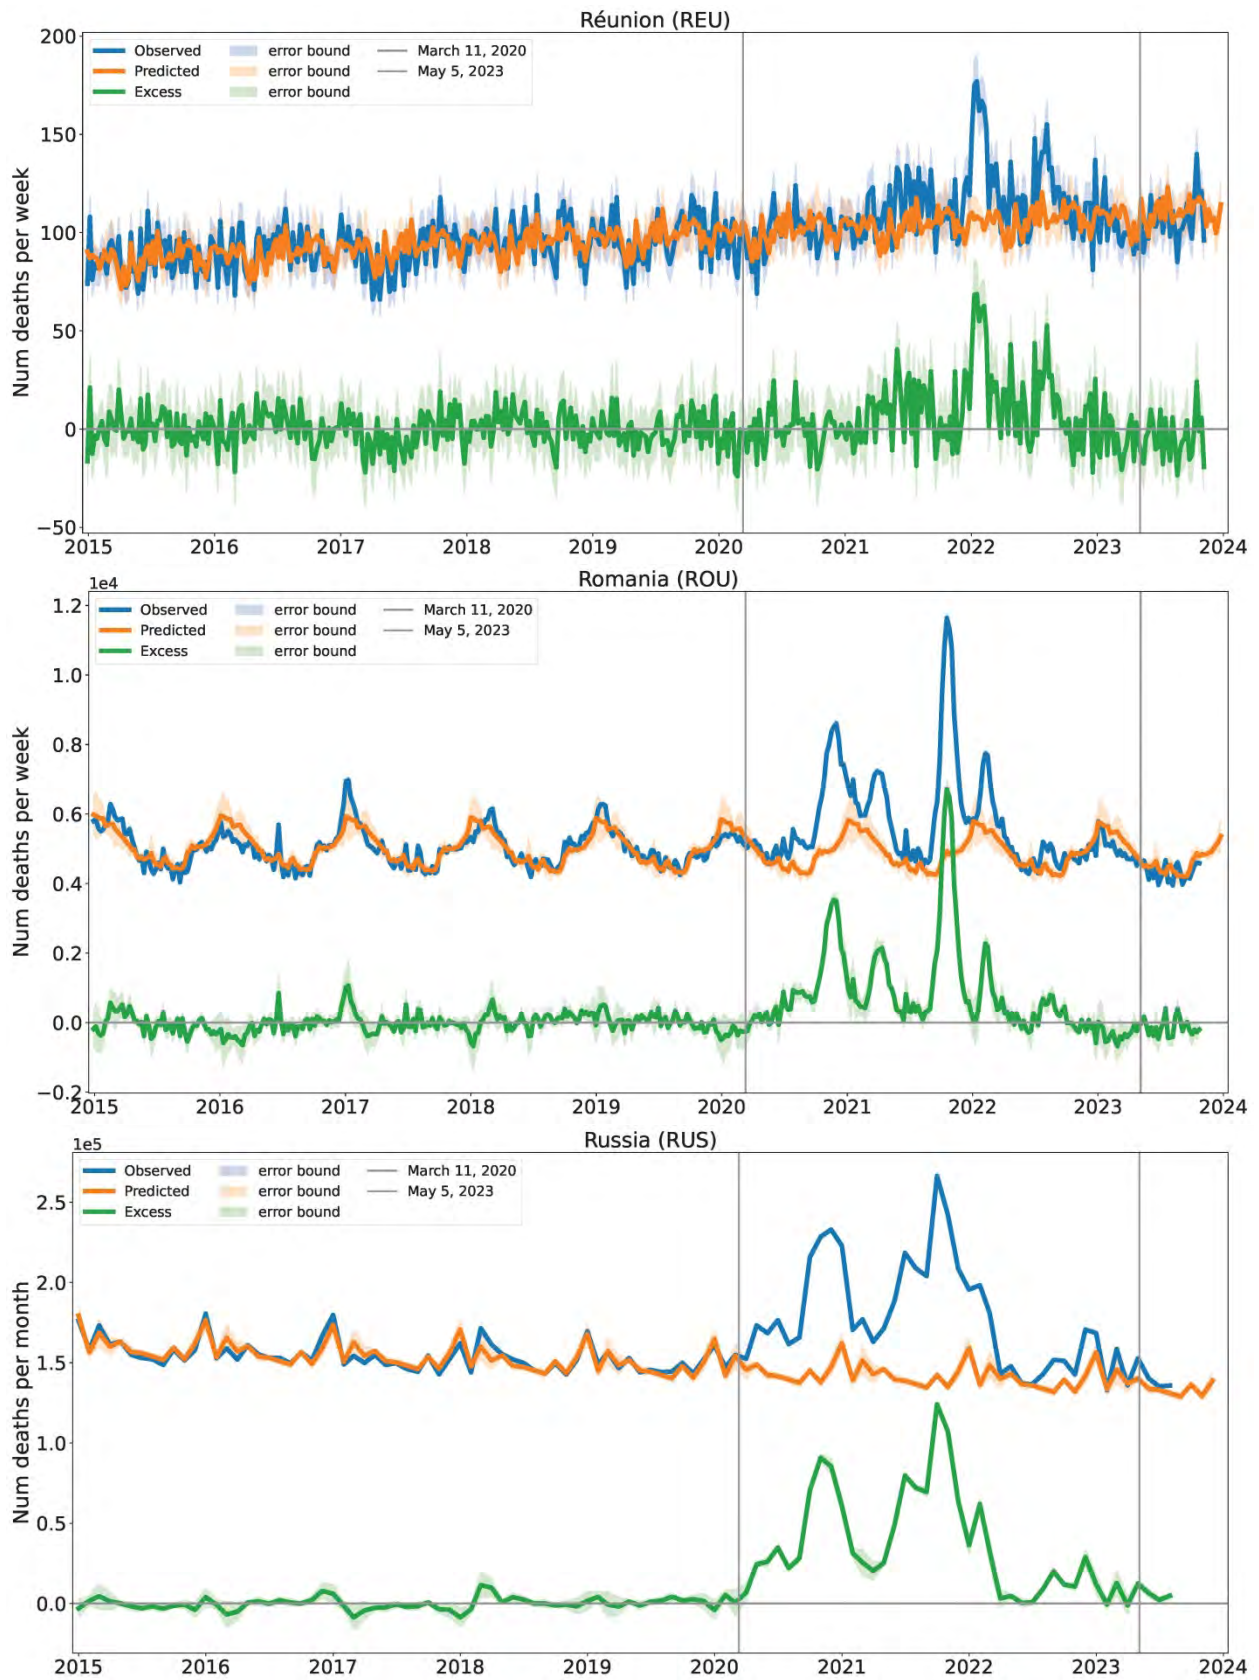 Réunion (REU)
Observed error bound March 11, 2020
Predicted error bound May 5, 2023
Excess error bound
Num deaths per week
200
150
100
50
0
−50
2015 2016 2017 2018 2019 2020 2021 2022 2023 2024
Romania (ROU)
1e4
Observed error bound March 11, 2020
Predicted error bound May 5, 2023
Excess error bound
Num deaths per week
1.2
1.0
0.8
0.6
0.4
0.2
0.0
−0.2
2015 2016 2017 2018 2019 2020 2021 2022 2023 2024
Russia (RUS)
1e5
Observed error bound March 11, 2020
Predicted error bound May 5, 2023
Excess error bound
Num deaths per month
2.5
2.0
1.5
1.0
0.5
0.0
2015 2016 2017 2018 2019 2020 2021 2022 2023 2024